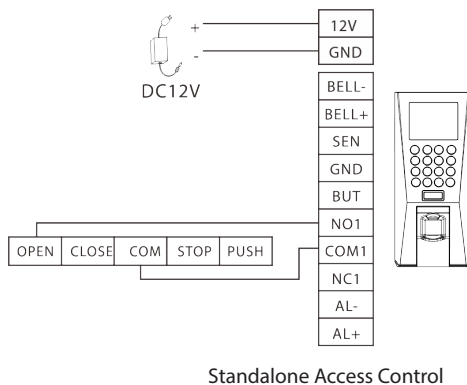 +
-
DC12V
12V
GND
BELL-
BELL+
SEN
GND
BUT
NO1
COM1
NC1
AL-
AL+
OPEN CLOSE COM STOP PUSH
Standalone Access Control